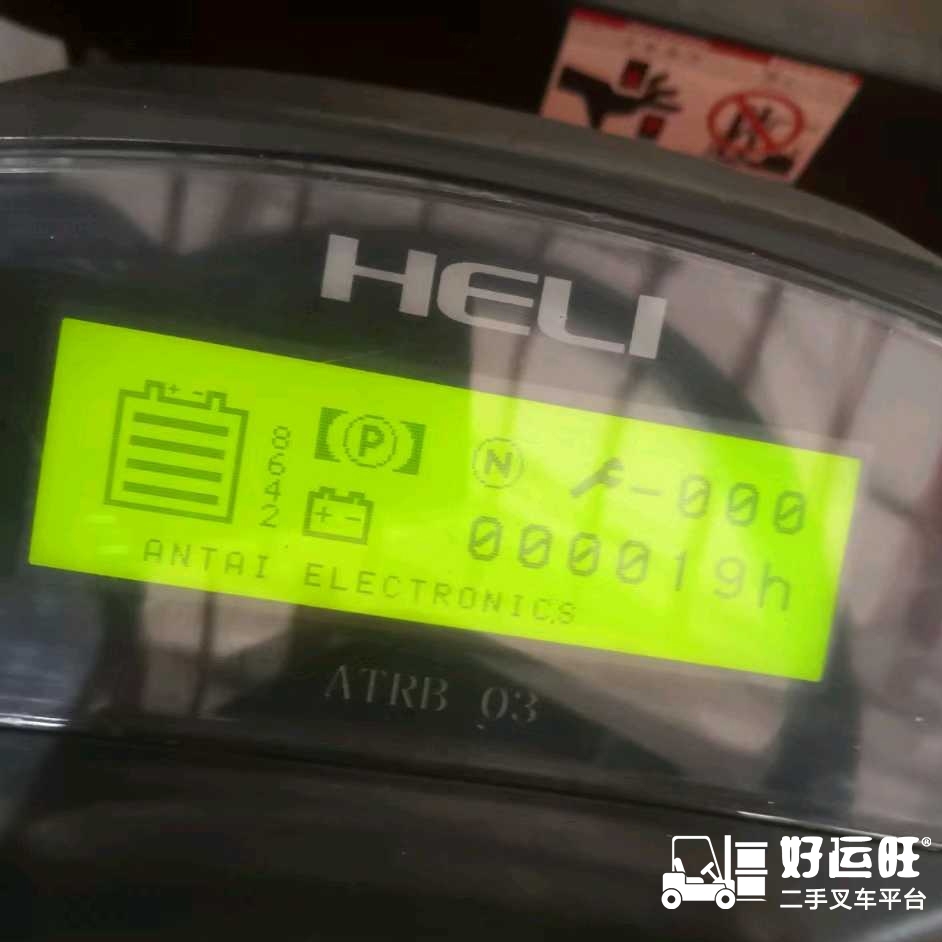 HELI
+ -
8
6
4
2
P
N
-000
+ -
000019h
ANTAI ELECTRONICS
ATRB 03
好运旺®
二手叉车平台